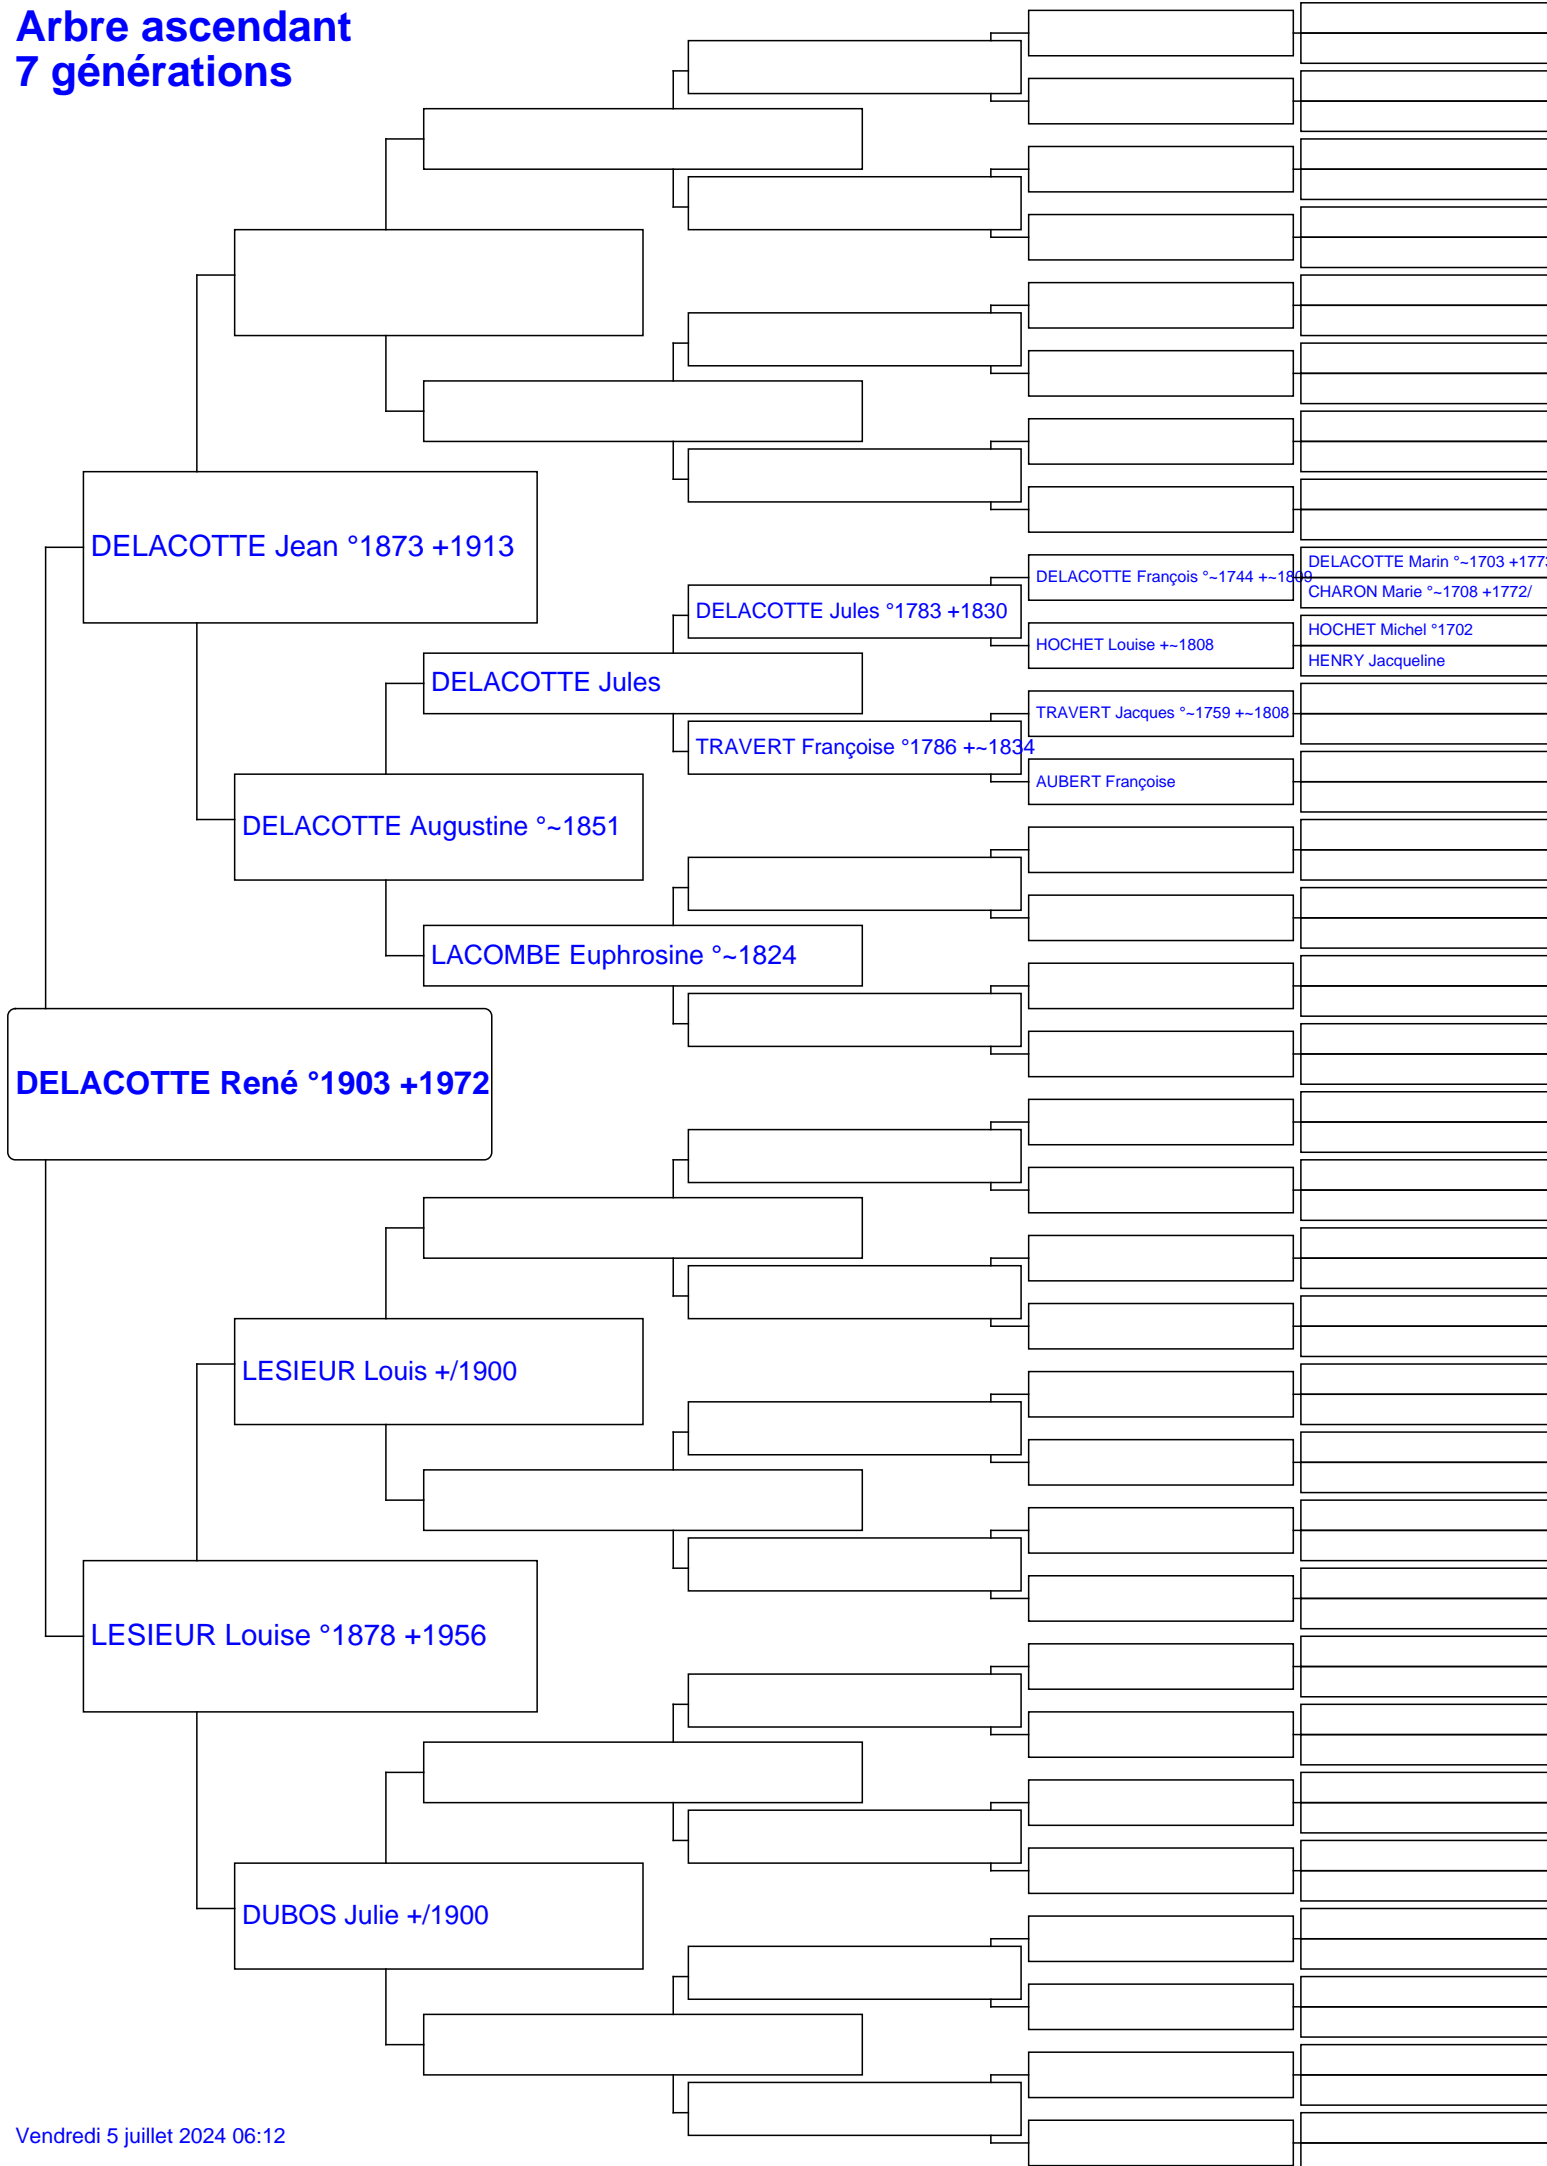 Arbre ascendant
7 générations
DELACOTTE Jean °1873 +1913
DELACOTTE François °~1744 +~1809
DELACOTTE Marin °~1703 +1773
CHARON Marie °~1708 +1772/
DELACOTTE Jules °1783 +1830
HOCHET Louise +~1808
HOCHET Michel °1702
HENRY Jacqueline
DELACOTTE Jules
TRAVERT Jacques °~1759 +~1808
TRAVERT Françoise °1786 +~1834
AUBERT Françoise
DELACOTTE Augustine °~1851
LACOMBE Euphrosine °~1824
DELACOTTE René °1903 +1972
LESIEUR Louis +/1900
LESIEUR Louise °1878 +1956
DUBOS Julie +/1900
Vendredi 5 juillet 2024 06:12